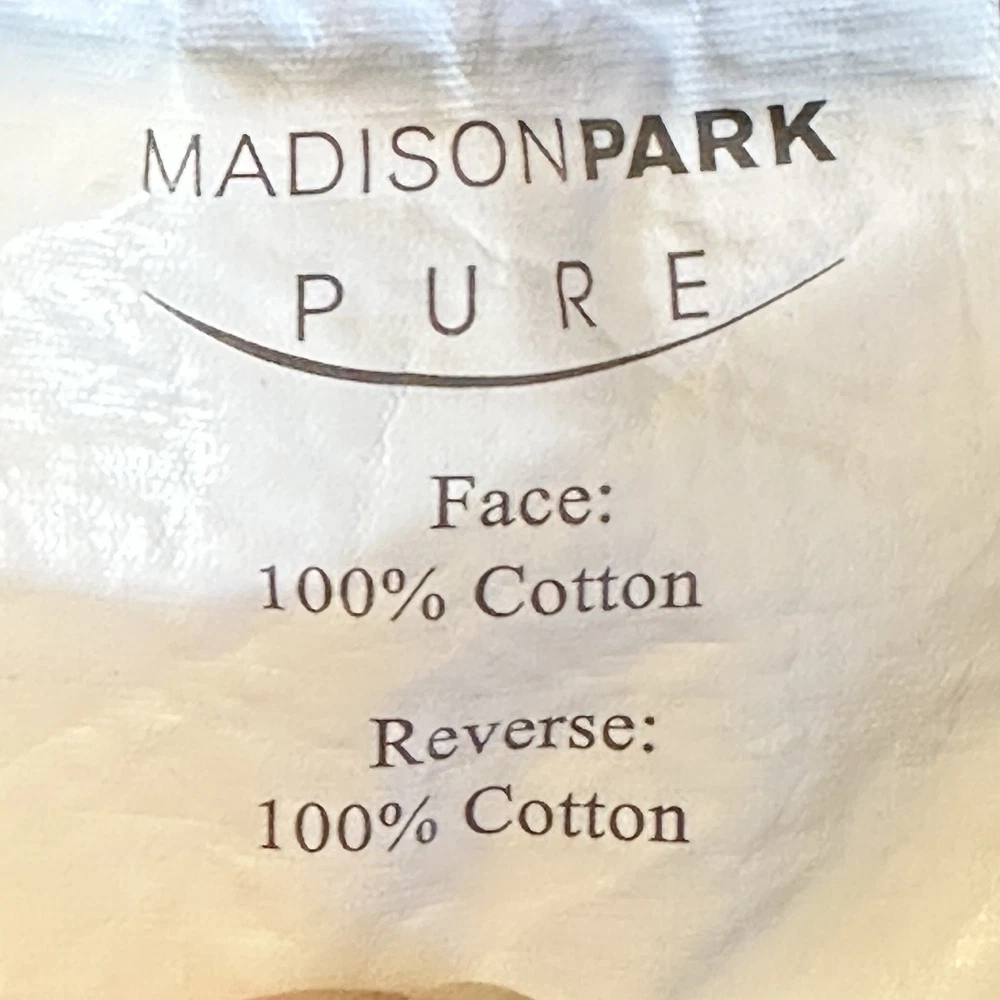 MADISONPARK
PURE
Face:
100% Cotton
Reverse:
100% Cotton